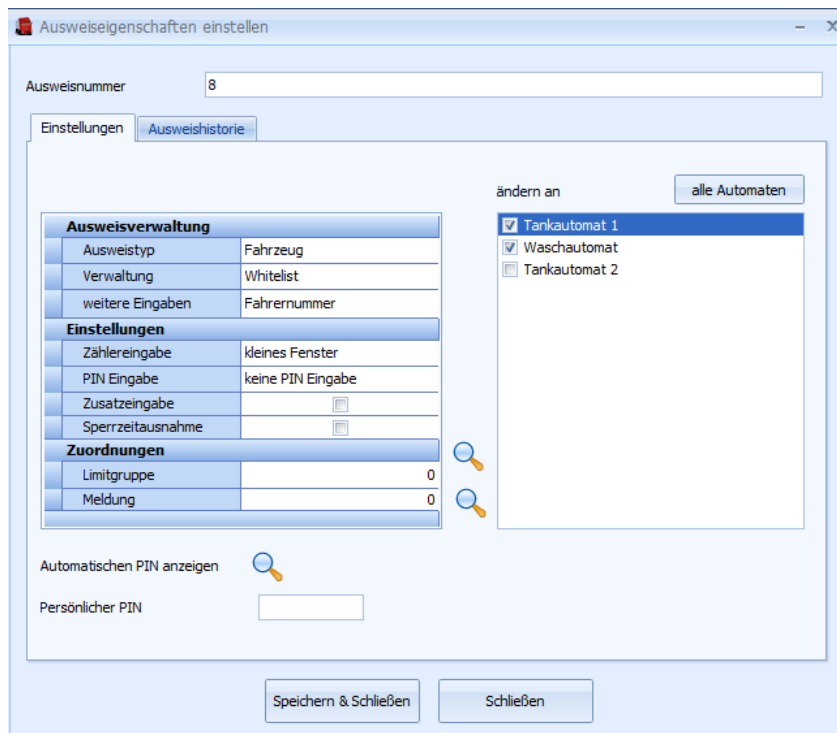 Ausweiseigenschaften einstellen
Ausweisnummer 8
Einstellungen Ausweishistorie
ändern an alle Automaten
Ausweisverwaltung
Ausweistyp Fahrzeug
Verwaltung Whitelist
weitere Eingaben Fahrernummer
Einstellungen
Zählereingabe kleines Fenster
PIN Eingabe keine PIN Eingabe
Zusatzeingabe
Sperrzeitausnahme
Zuordnungen
Limitgruppe 0
Meldung 0
Tankautomat 1
Waschautomat
Tankautomat 2
Automatischen PIN anzeigen
Persönlicher PIN
Speichern & Schließen Schließen